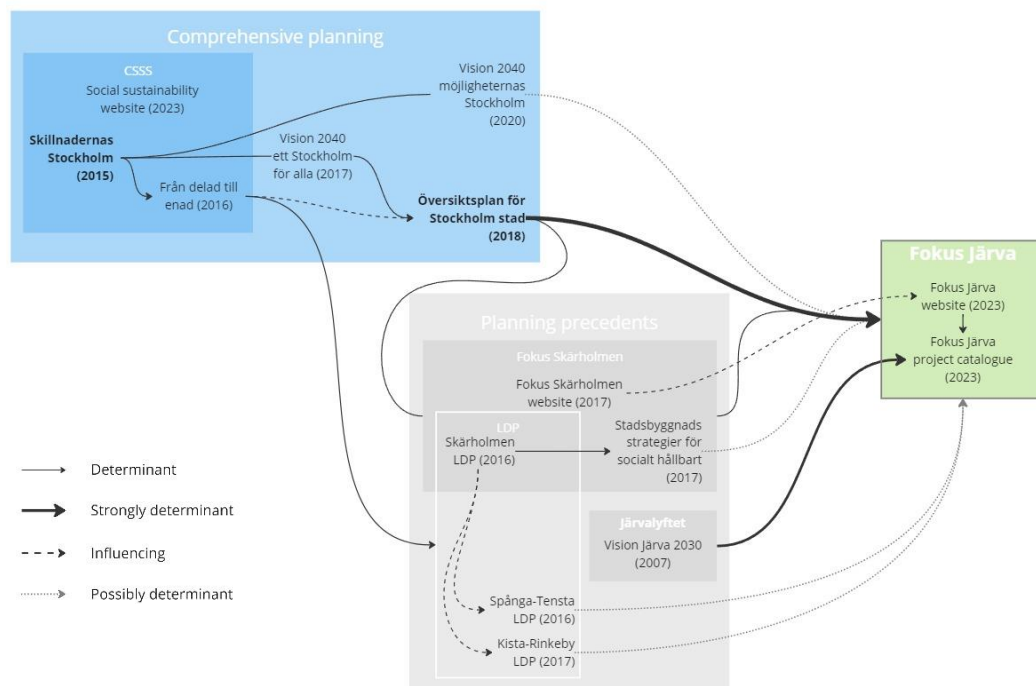 Comprehensive planning
CSSS
Social sustainability
website (2023)
Skillnadernas
Stockholm
(2015)
Från delad till
enad (2016)
Vision 2040
ett Stockholm
för alla (2017)
Vision 2040
möjligheternas
Stockholm
(2020)
Översiktsplan för
Stockholm stad
(2018)
Planning precedents
Fokus Skärholmen
Fokus Skärholmen
website (2017)
LDP
Skärholmen
LDP (2016)
Stadsbyggnads
strategier för
socialt hållbart
(2017)
Järvalyftet
Vision Järva 2030
(2007)
Spånga-Tensta
LDP (2016)
Kista-Rinkeby
LDP (2017)
Fokus Järva
Fokus Järva
website (2023)
Fokus Järva
project catalogue
(2023)
Determinant
Strongly determinant
Influencing
Possibly determinant